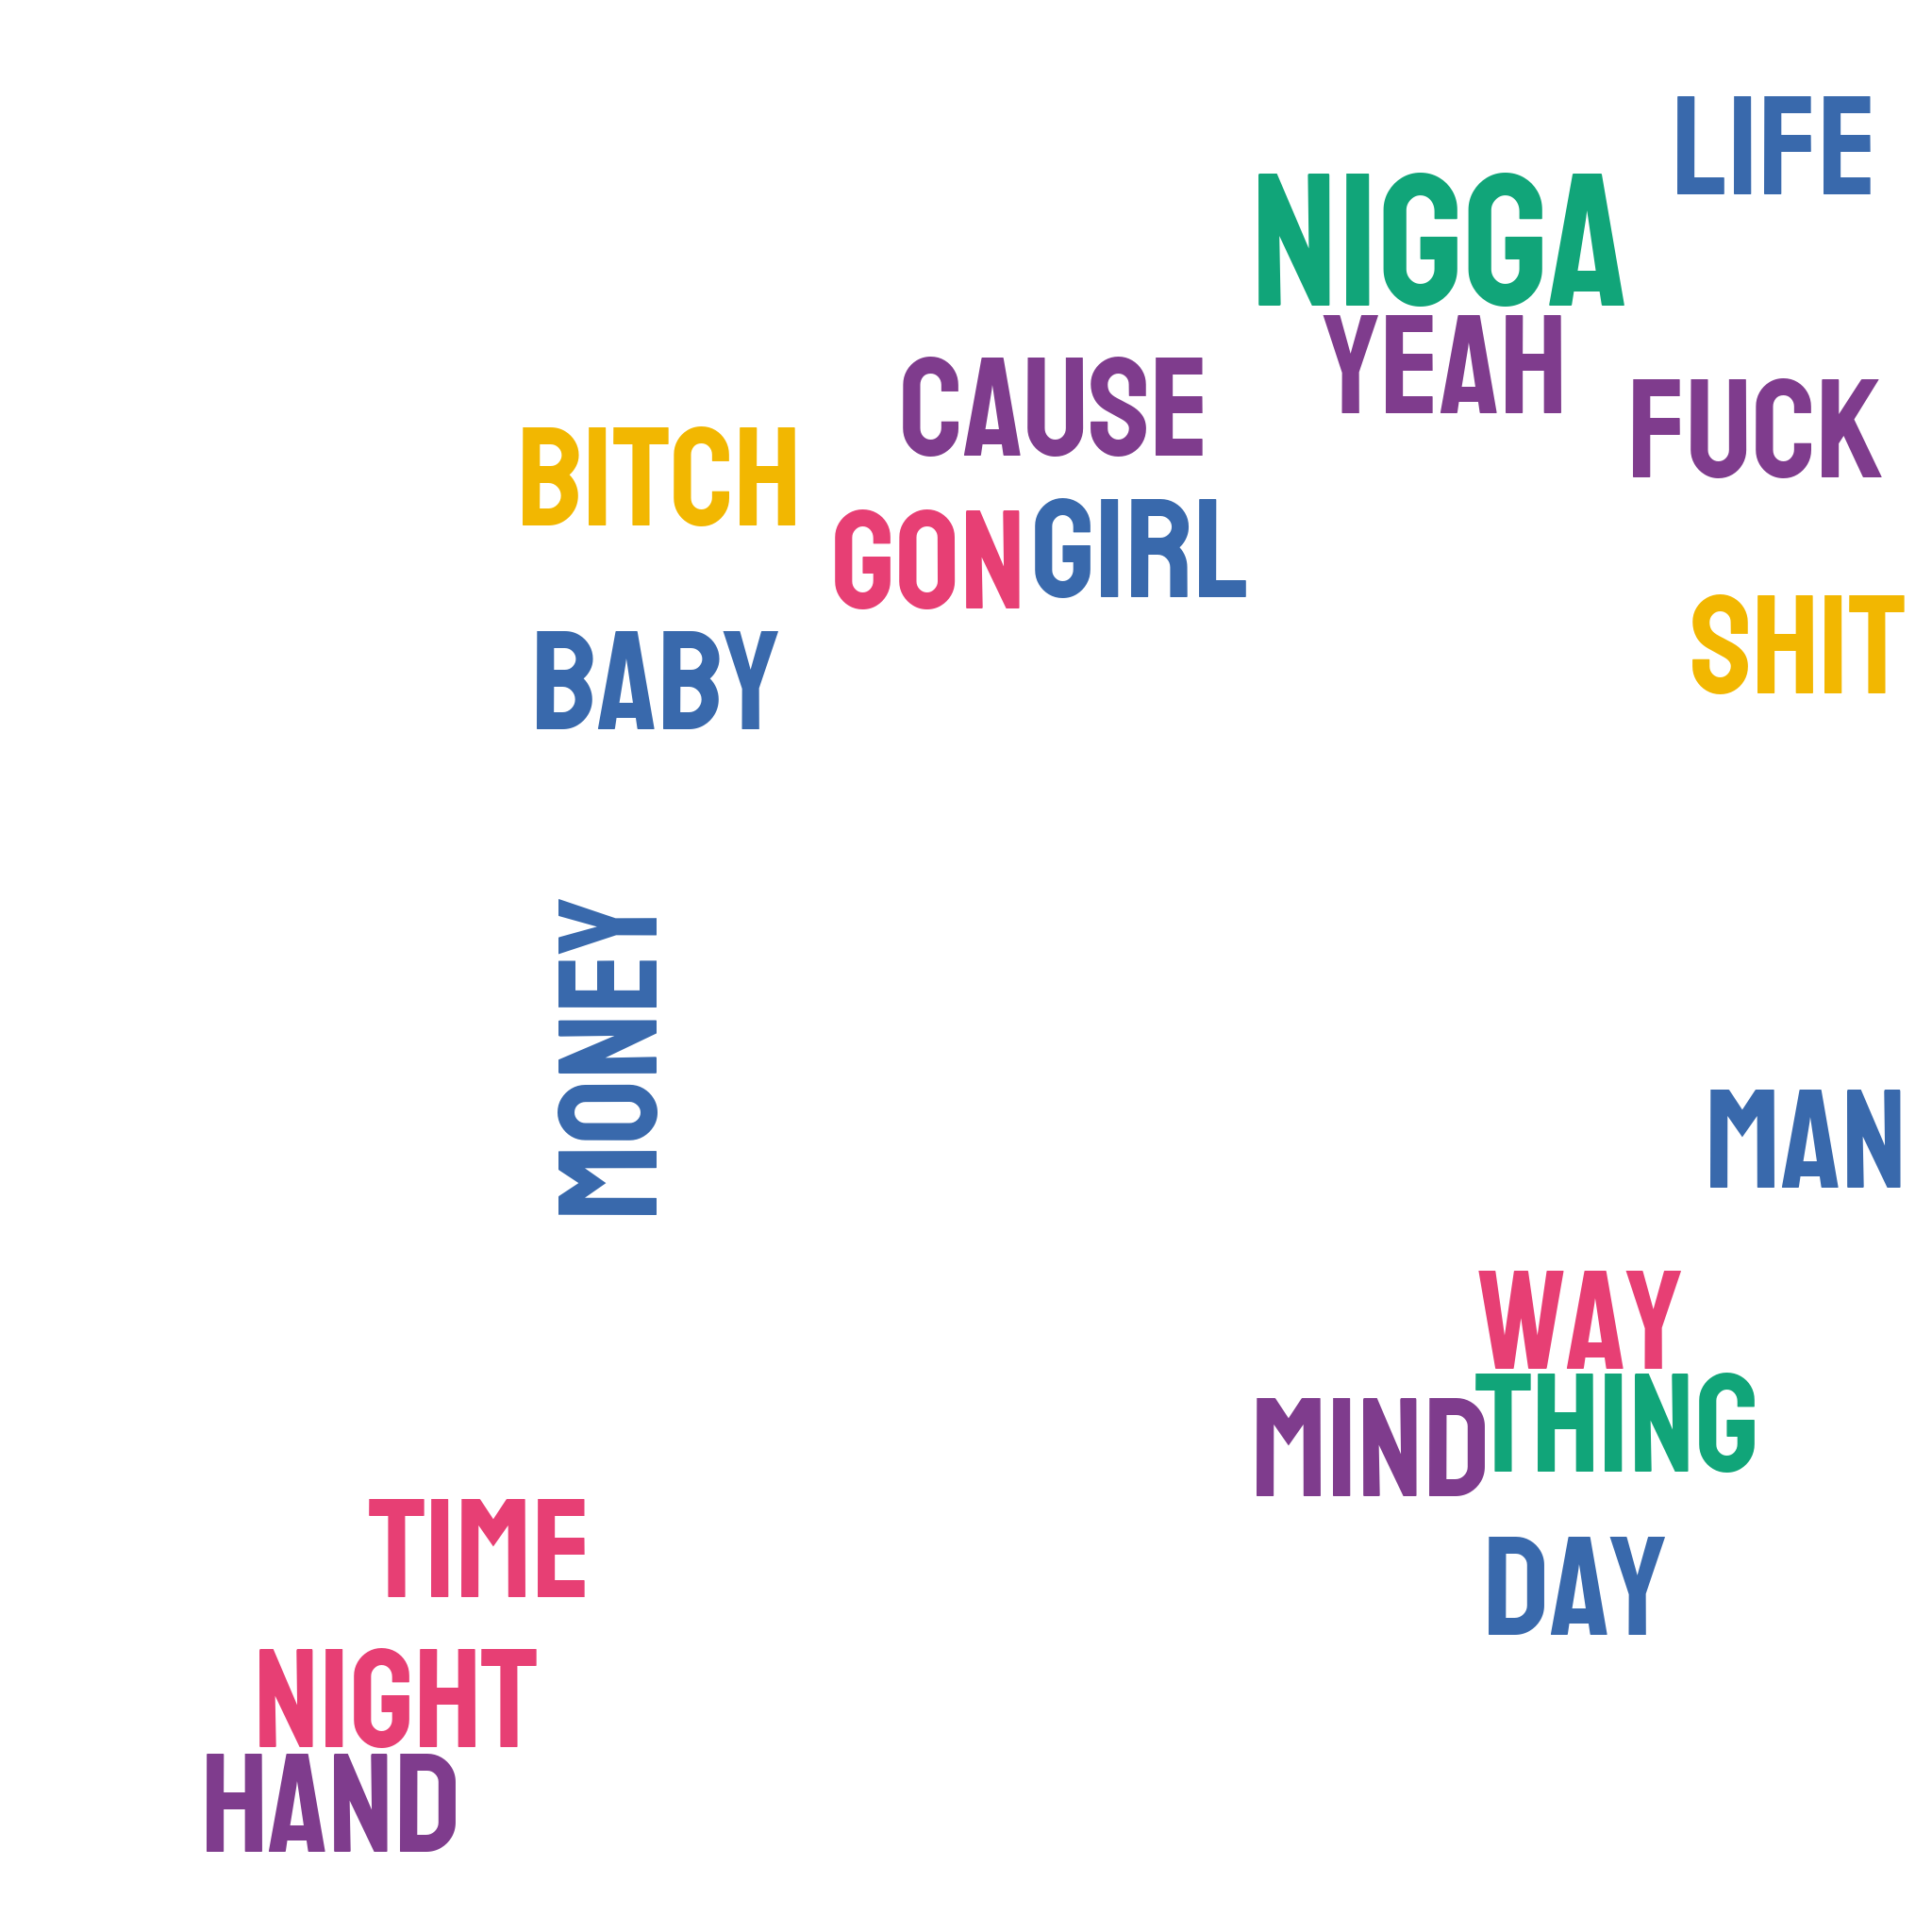 LIFE
NIGGA
YEAH
CAUSE
FUCK
BITCH
GON
GIRL
SHIT
BABY
MONEY
MAN
WAY
THING
MIND
TIME
DAY
NIGHT
HAND